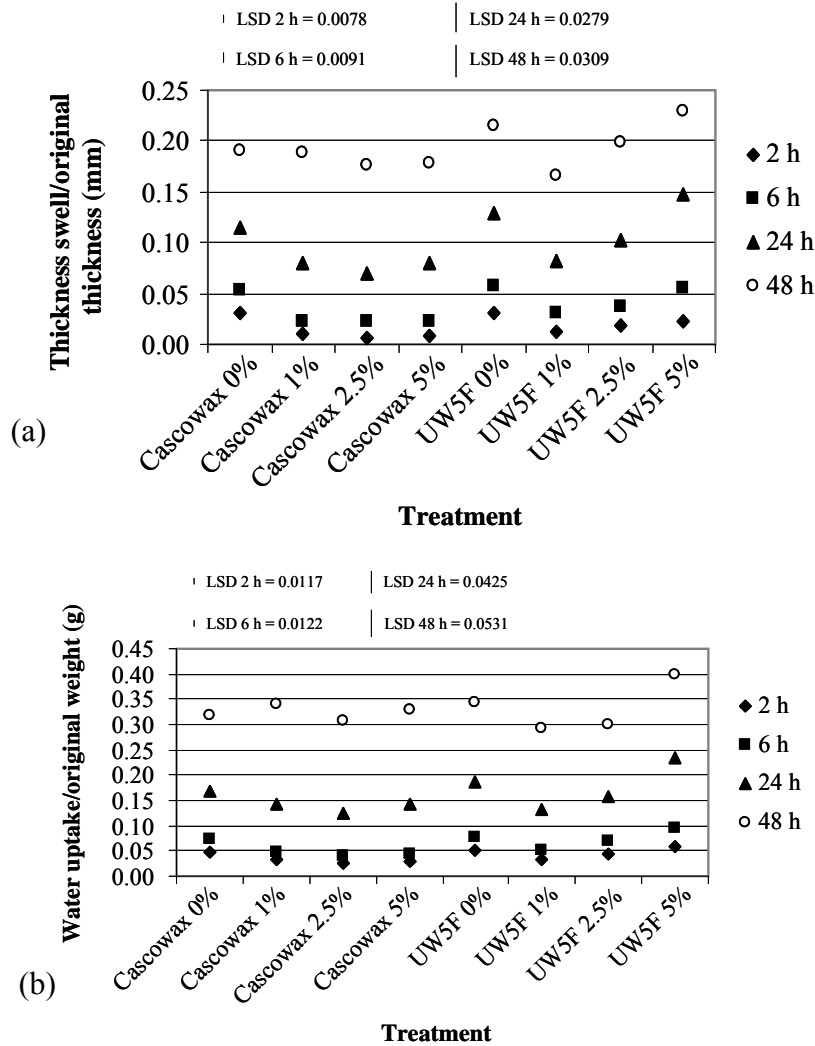 LSD 2 h = 0.0078
LSD 24 h = 0.0279
LSD 6 h = 0.0091
LSD 48 h = 0.0309
Thickness swell/original
thickness (mm)
0.25
0.20
0.15
0.10
0.05
0.00
2 h
6 h
24 h
48 h
Cascowax 0%
Cascowax 1%
Cascowax 2.5%
Cascowax 5%
UW5F 0%
UW5F 1%
UW5F 2.5%
UW5F 5%
(a)
Treatment
LSD 2 h = 0.0117
LSD 24 h = 0.0425
LSD 6 h = 0.0122
LSD 48 h = 0.0531
Water uptake/original weight (g)
0.45
0.40
0.35
0.30
0.25
0.20
0.15
0.10
0.05
0.00
2 h
6 h
24 h
48 h
Cascowax 0%
Cascowax 1%
Cascowax 2.5%
Cascowax 5%
UW5F 0%
UW5F 1%
UW5F 2.5%
UW5F 5%
(b)
Treatment